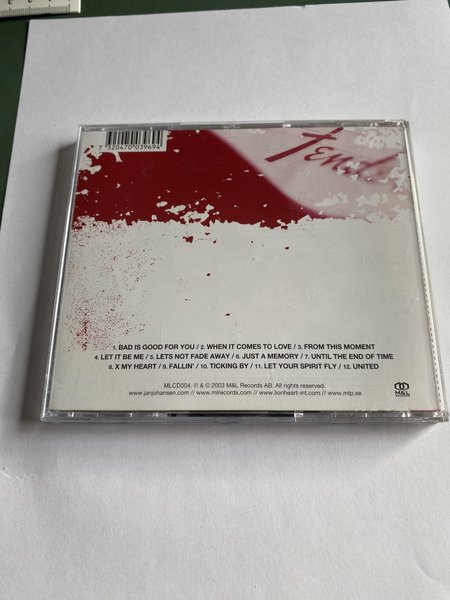 7 320470 039694
Fend
1. BAD IS GOOD FOR YOU / 2. WHEN IT COMES TO LOVE / 3. FROM THIS MOMENT
4. LET IT BE ME / 5. LETS NOT FADE AWAY / 6. JUST A MEMORY / 7. UNTIL THE END OF TIME
8. X MY HEART / 9. FALLIN' / 10. TICKING BY / 11. LET YOUR SPIRIT FLY / 12. UNITED
MLCD004. ℗ & © 2003 M&L Records AB. All rights reserved.
www.janjohansen.com // www.mlrecords.com // www.lionheart-int.com // www.mlp.se
M&L